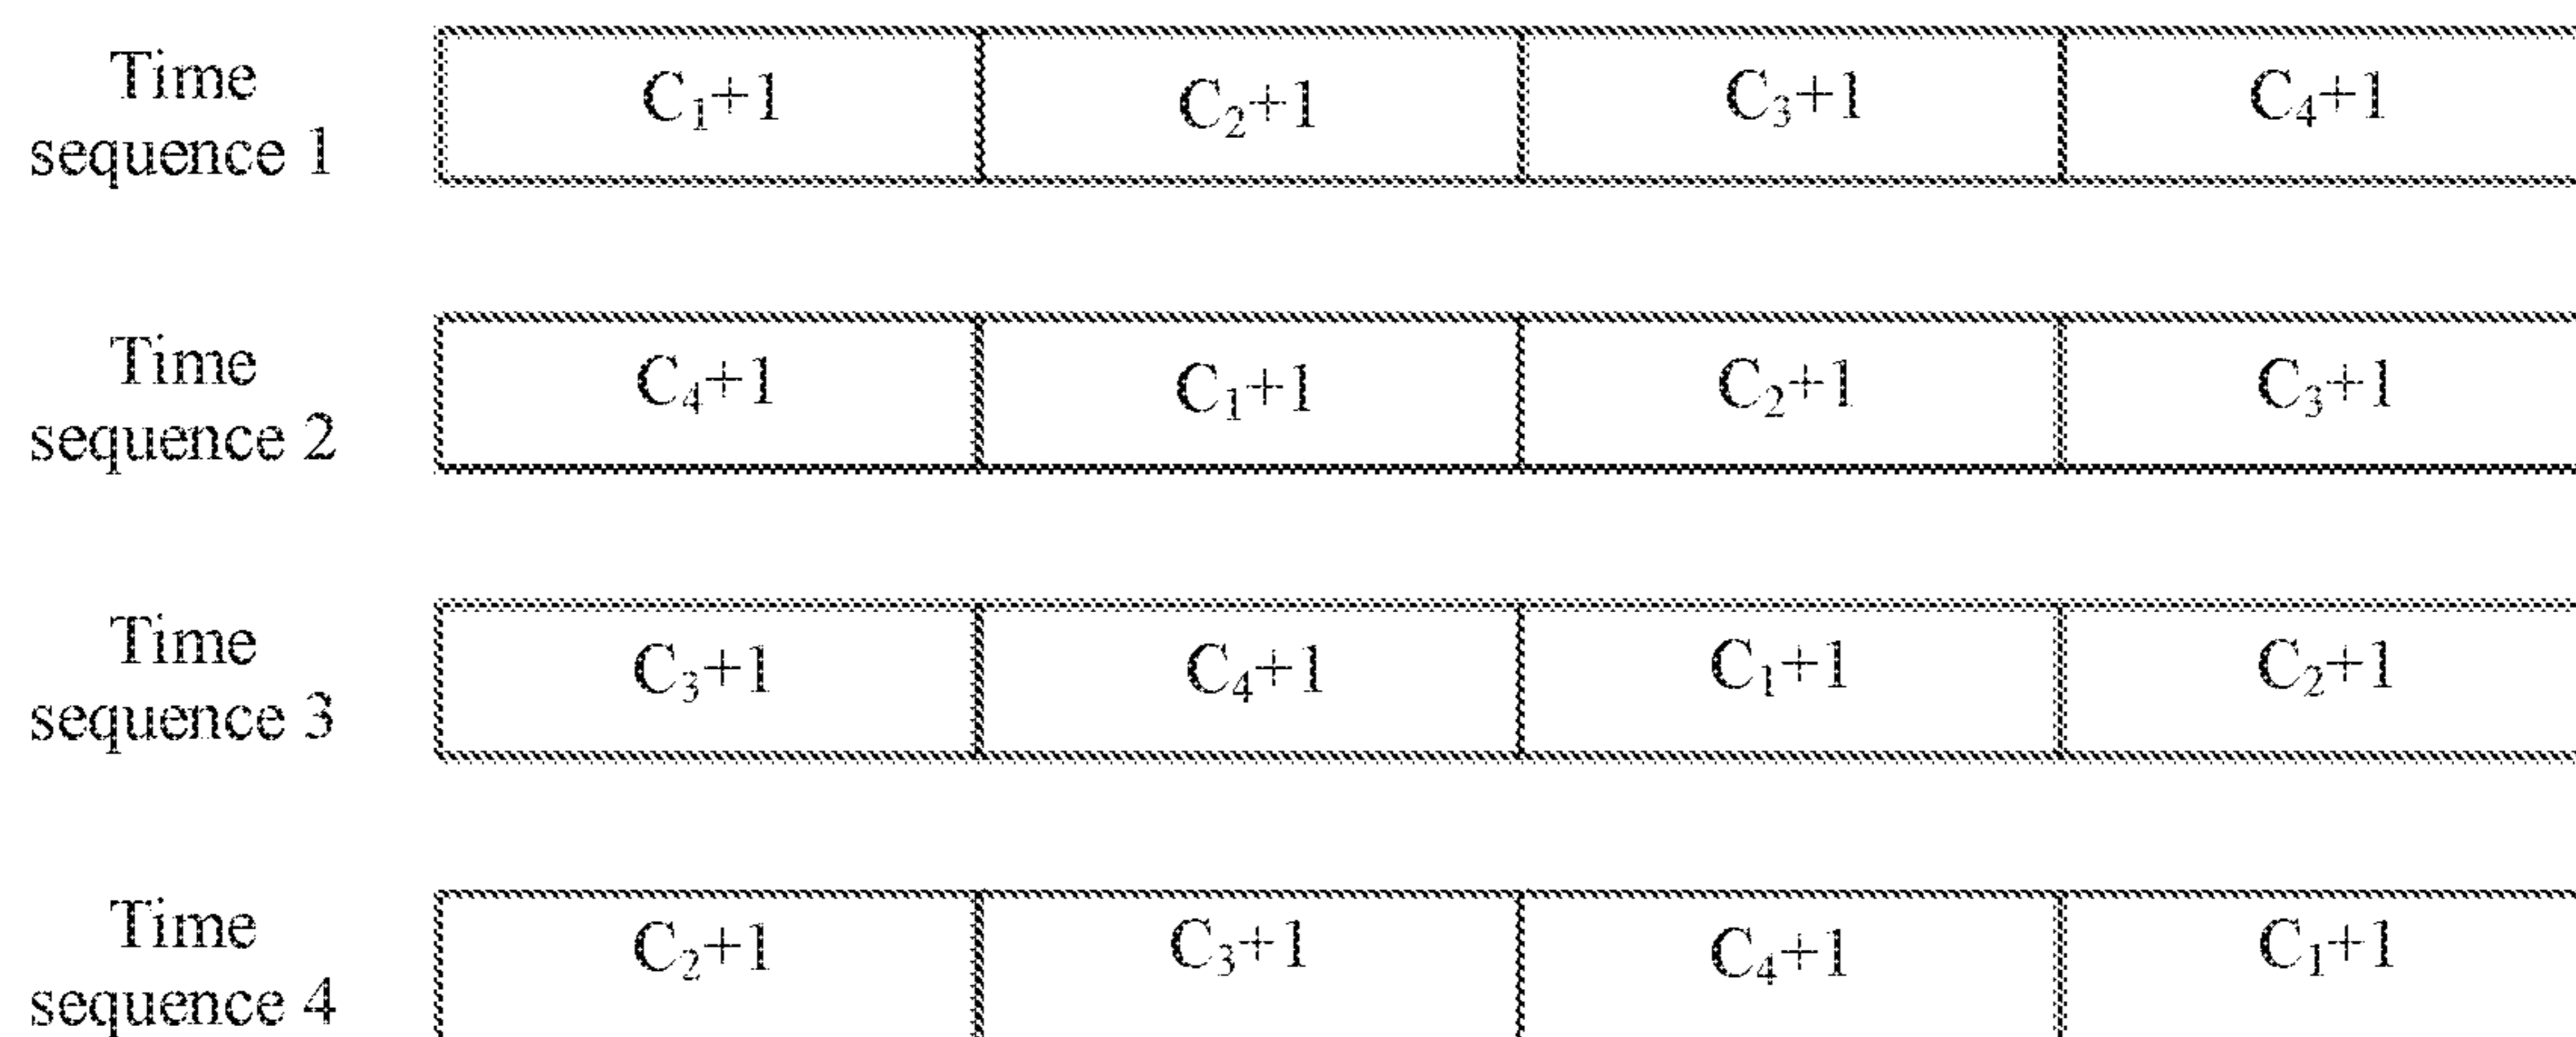 Time
sequence 1
C₁+1 C₂+1 C₃+1 C₄+1
Time
sequence 2
C₄+1 C₁+1 C₂+1 C₃+1
Time
sequence 3
C₃+1 C₄+1 C₁+1 C₂+1
Time
sequence 4
C₂+1 C₃+1 C₄+1 C₁+1